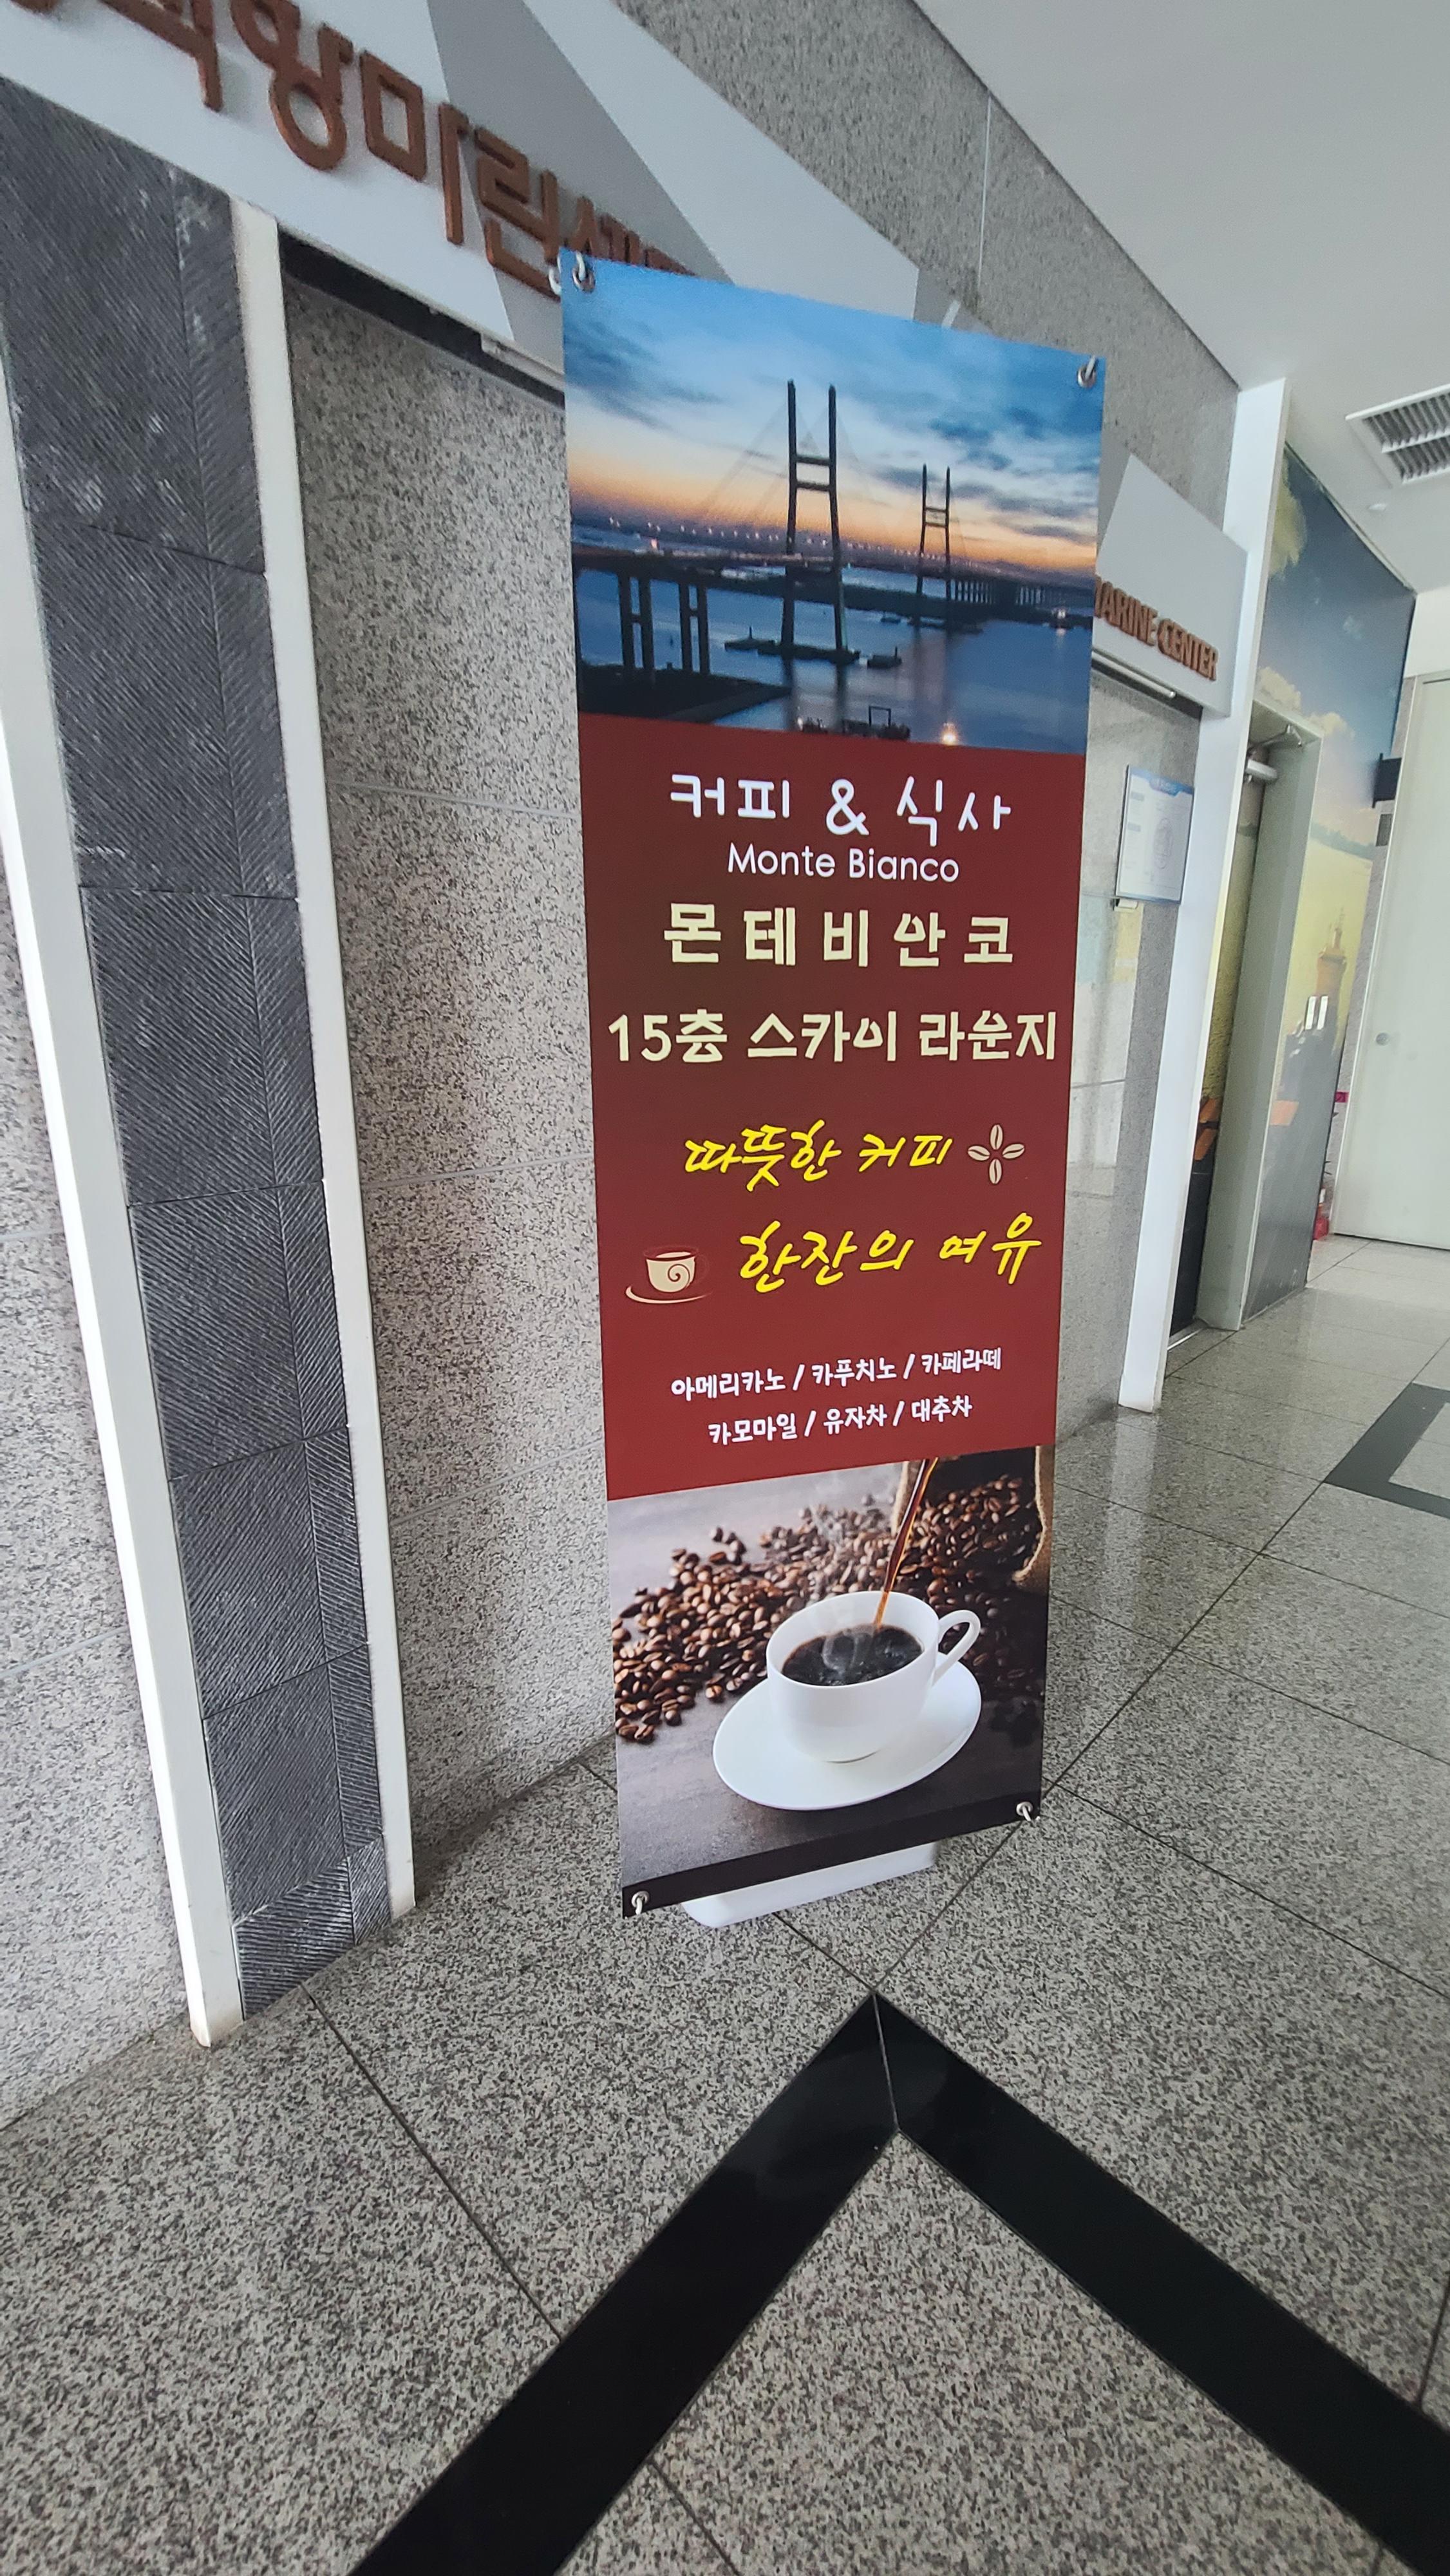 커피 & 식사
Monte Bianco
몬테비안코
15층 스카이 라운지
따뜻한 커피
한잔의 여유
아메리카노 / 카푸치노 / 카페라떼
카모마일 / 유자차 / 대추차
CENTER